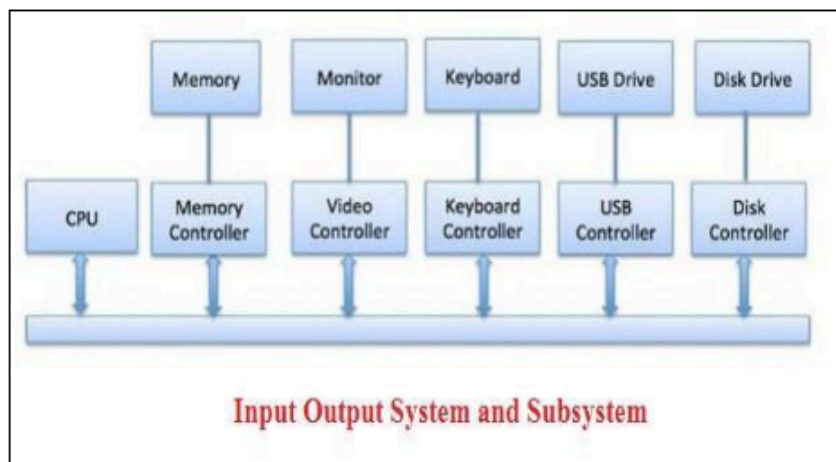 Memory
Monitor
Keyboard
USB Drive
Disk Drive
CPU
Memory
Controller
Video
Controller
Keyboard
Controller
USB
Controller
Disk
Controller
Input Output System and Subsystem